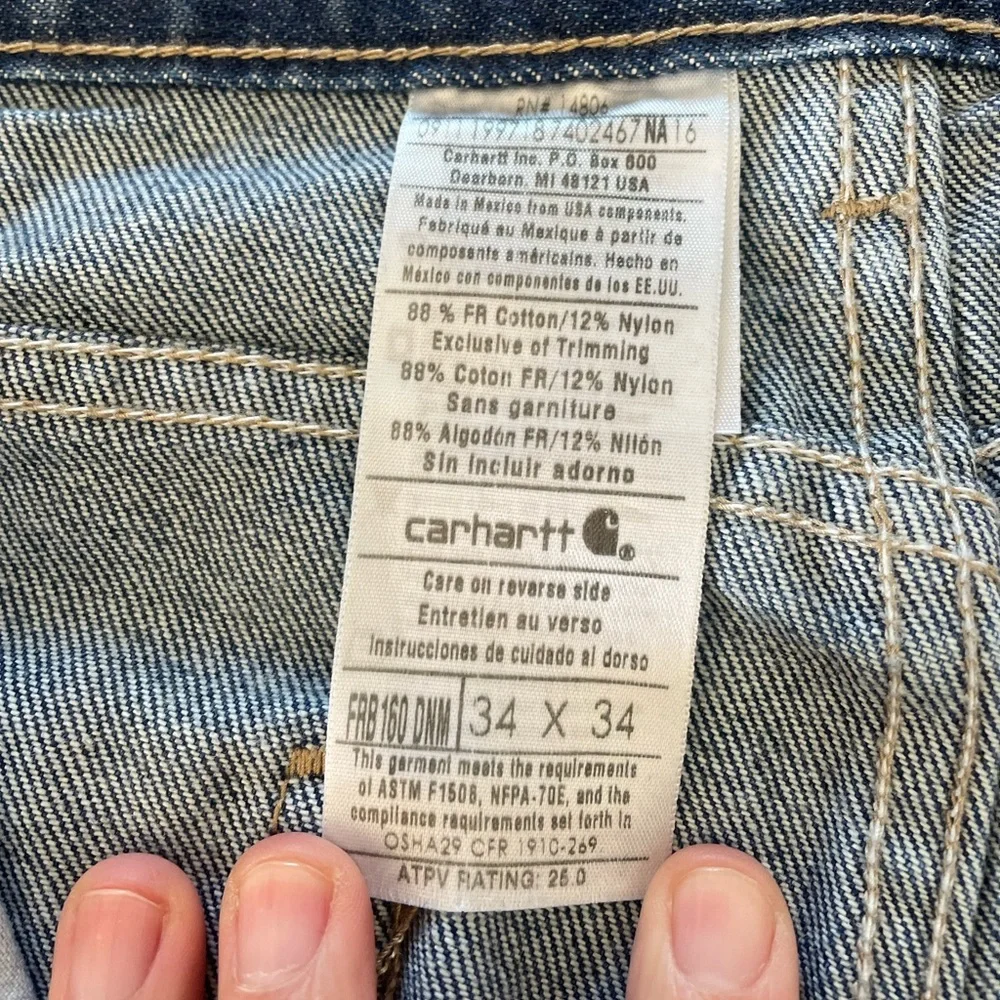 RN# 14806
09111997187402467 NA 16
Carhartt Inc. P.O. Box 600
Dearborn, MI 48121 USA
Made in Mexico from USA components.
Fabriqué au Mexique à partir de
composants américains. Hecho en
México con componentes de los EE.UU.
88 % FR Cotton/12% Nylon
Exclusive of Trimming
88% Coton FR/12% Nylon
Sans garniture
88% Algodón FR/12% Nilón
Sin incluir adorno
carhartt ®
Care on reverse side
Entretien au verso
Instrucciones de cuidado al dorso
FRB160 DNM 34 X 34
This garment meets the requirements
of ASTM F1506, NFPA-70E, and the
compliance requirements set forth in
OSHA29 CFR 1910-269
ATPV RATING: 25.0